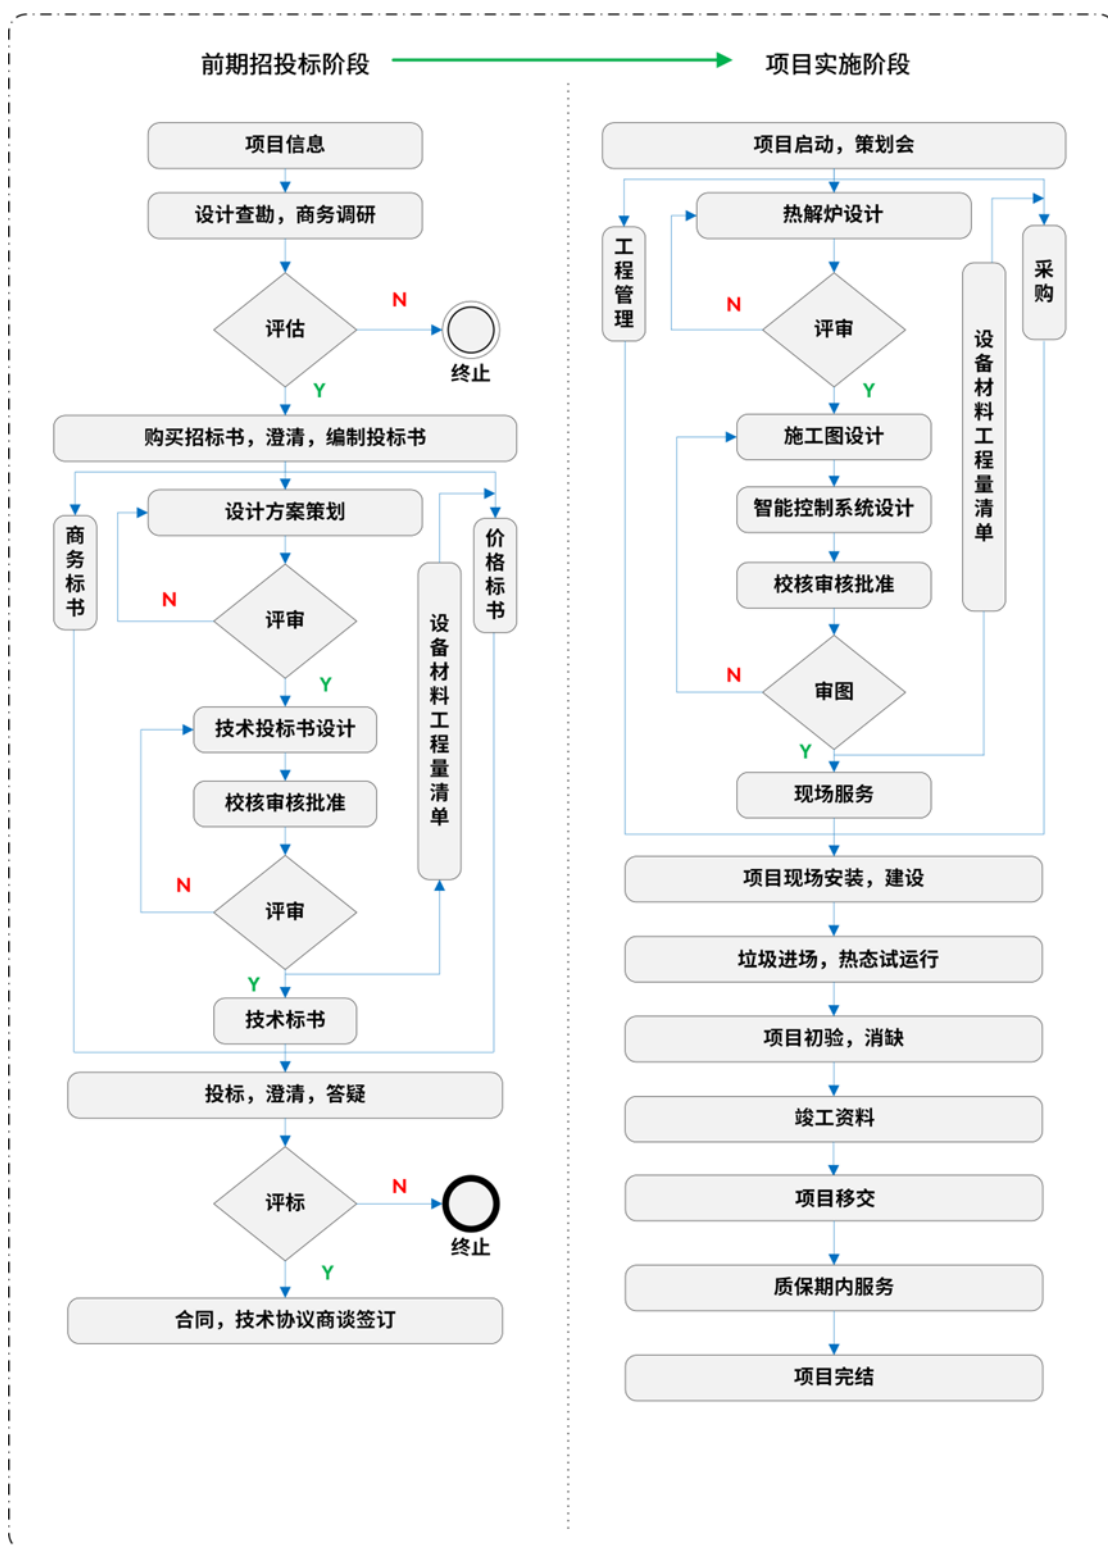 前期招投标阶段
项目实施阶段
项目信息
设计查勘，商务调研
评估
N
终止
Y
购买招标书，澄清，编制投标书
商务标书
设计方案策划
价格标书
N
评审
设备材料工程量清单
Y
技术投标书设计
校核审核批准
N
评审
Y
技术标书
投标，澄清，答疑
评标
N
终止
Y
合同，技术协议商谈签订
项目启动，策划会
工程管理
热解炉设计
采购
N
评审
设备材料工程量清单
Y
施工图设计
智能控制系统设计
校核审核批准
N
审图
Y
现场服务
项目现场安装，建设
垃圾进场，热态试运行
项目初验，消缺
竣工资料
项目移交
质保期内服务
项目完结